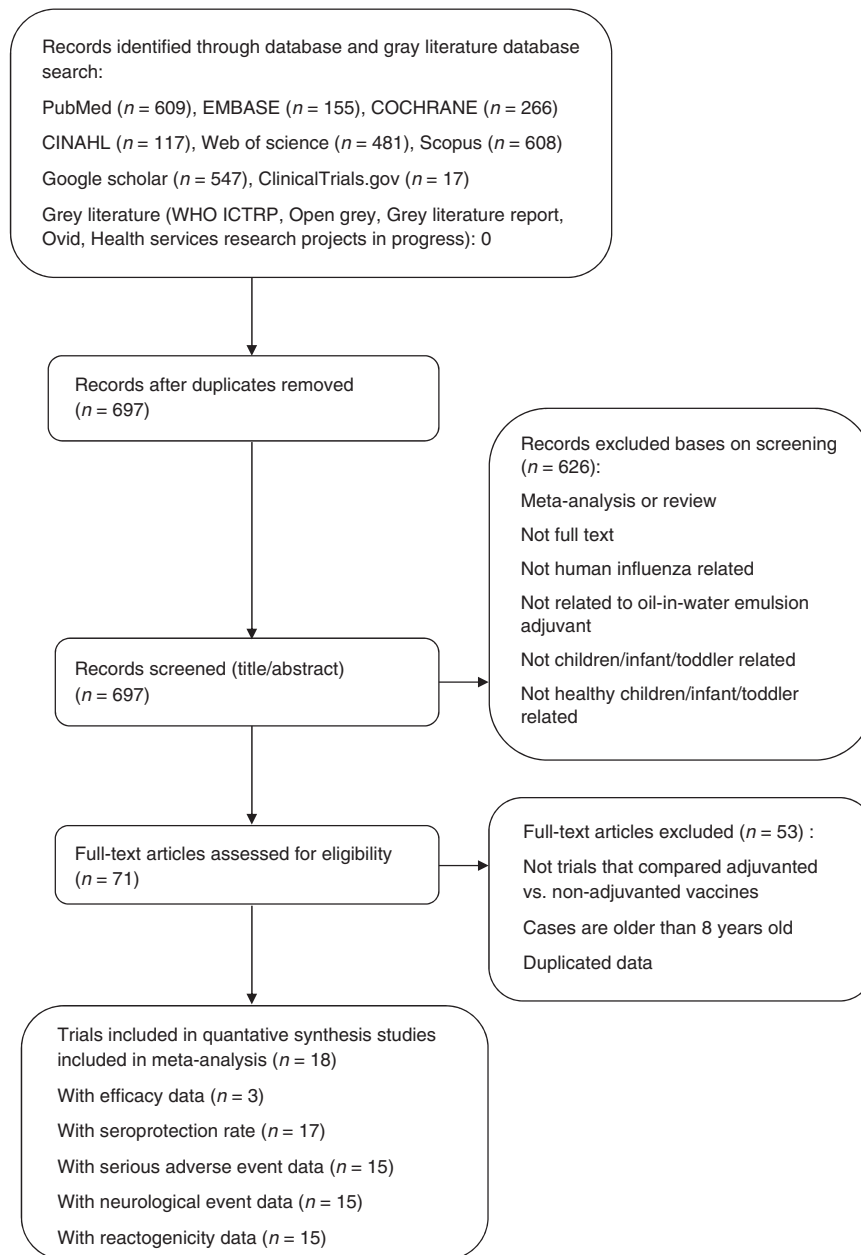 Records identified through database and gray literature database
search:
PubMed (n = 609), EMBASE (n = 155), COCHRANE (n = 266)
CINAHL (n = 117), Web of science (n = 481), Scopus (n = 608)
Google scholar (n = 547), ClinicalTrials.gov (n = 17)
Grey literature (WHO ICTRP, Open grey, Grey literature report,
Ovid, Health services research projects in progress): 0
Records after duplicates removed
(n = 697)
Records excluded bases on screening
(n = 626):
Meta-analysis or review
Not full text
Not human influenza related
Not related to oil-in-water emulsion
adjuvant
Not children/infant/toddler related
Not healthy children/infant/toddler
related
Records screened (title/abstract)
(n = 697)
Full-text articles assessed for eligibility
(n = 71)
Full-text articles excluded (n = 53) :
Not trials that compared adjuvanted
vs. non-adjuvanted vaccines
Cases are older than 8 years old
Duplicated data
Trials included in quantative synthesis studies
included in meta-analysis (n = 18)
With efficacy data (n = 3)
With seroprotection rate (n = 17)
With serious adverse event data (n = 15)
With neurological event data (n = 15)
With reactogenicity data (n = 15)